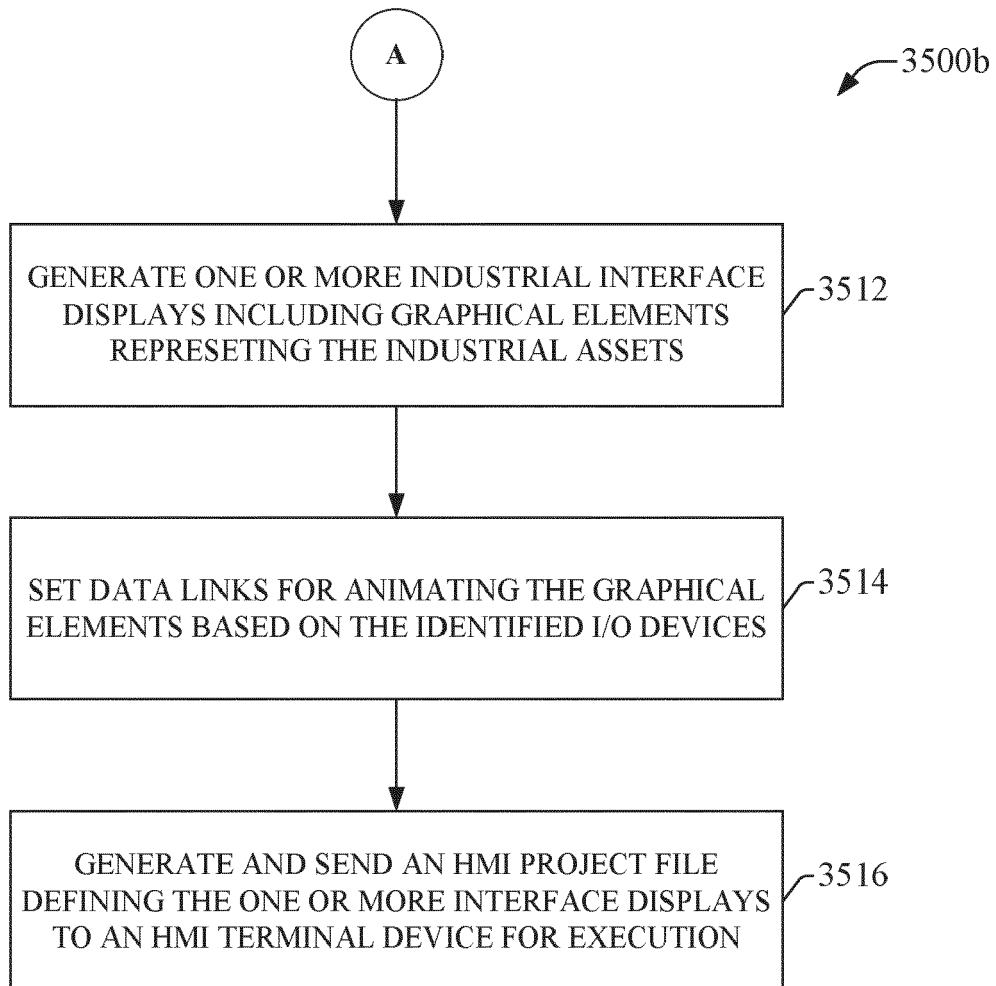 A
3500b
GENERATE ONE OR MORE INDUSTRIAL INTERFACE
DISPLAYS INCLUDING GRAPHICAL ELEMENTS
REPRESETING THE INDUSTRIAL ASSETS
3512
SET DATA LINKS FOR ANIMATING THE GRAPHICAL
ELEMENTS BASED ON THE IDENTIFIED I/O DEVICES
3514
GENERATE AND SEND AN HMI PROJECT FILE
DEFINING THE ONE OR MORE INTERFACE DISPLAYS
TO AN HMI TERMINAL DEVICE FOR EXECUTION
3516